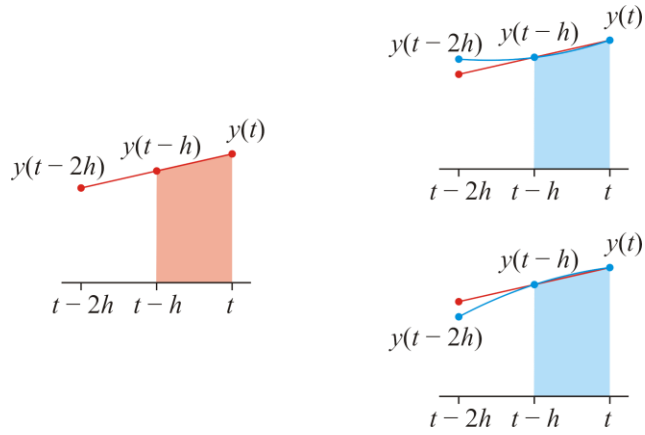 y(t − 2h)
y(t − h)
y(t)
t − 2h
t − h
t
y(t − 2h)
y(t − h)
y(t)
t − 2h
t − h
t
y(t − h)
y(t)
y(t − 2h)
t − 2h
t − h
t